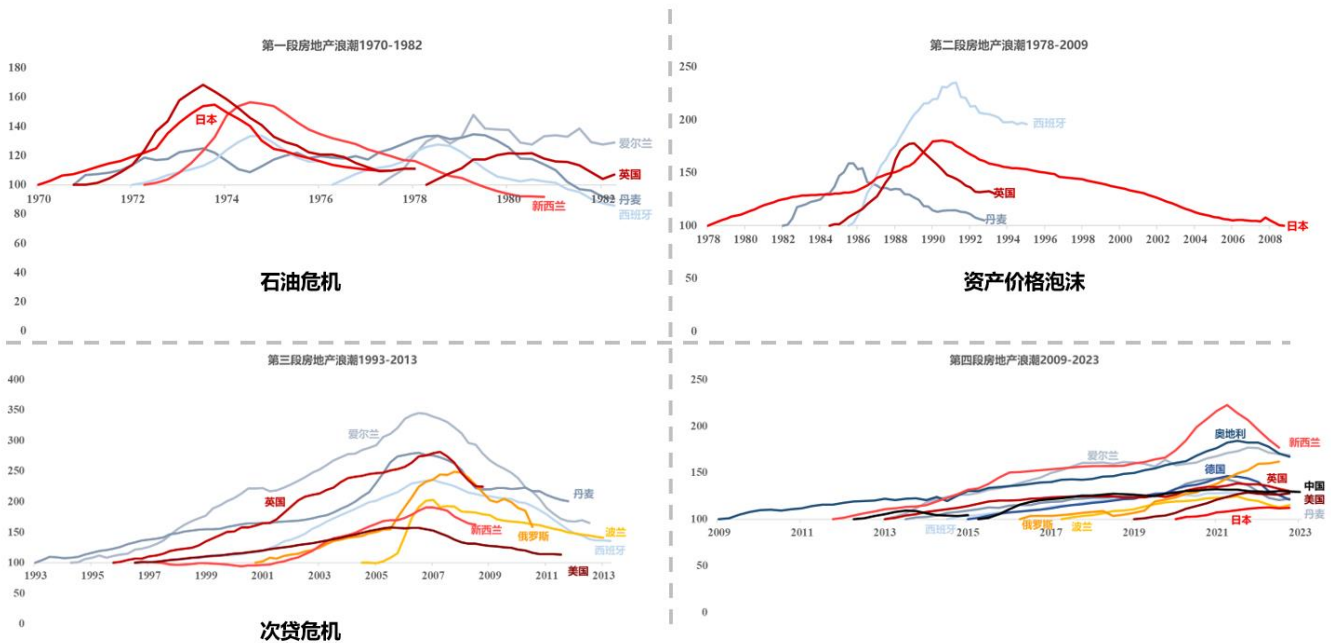 第一段房地产浪潮1970-1982
180
160
140
120
100
80
60
40
20
0
1970
1972
1974
1976
1978
1980
1982
日本
爱尔兰
英国
丹麦
西班牙
新西兰
石油危机
第二段房地产浪潮1978-2009
250
200
150
100
50
0
1978
1980
1982
1984
1986
1988
1990
1992
1994
1996
1998
2000
2002
2004
2006
2008
西班牙
英国
丹麦
日本
资产价格泡沫
第三段房地产浪潮1993-2013
400
350
300
250
200
150
100
50
0
1993
1995
1997
1999
2001
2003
2005
2007
2009
2011
2013
爱尔兰
英国
丹麦
新西兰
俄罗斯
波兰
西班牙
美国
次贷危机
第四段房地产浪潮2009-2023
250
200
150
100
50
0
2009
2011
2013
2015
2017
2019
2021
2023
新西兰
奥地利
爱尔兰
德国
英国
中国
美国
丹麦
西班牙
俄罗斯
波兰
日本